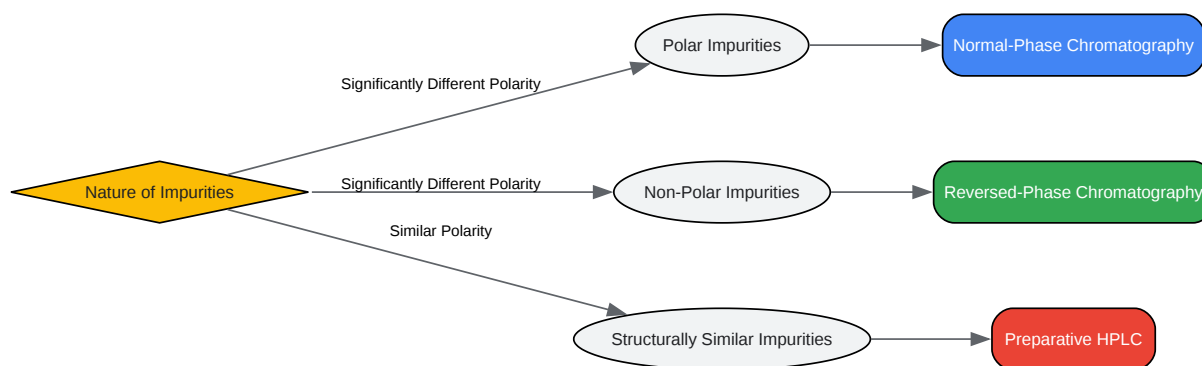 Polar Impurities
Normal-Phase Chromatography
Significantly Different Polarity
Nature of Impurities
Significantly Different Polarity
Non-Polar Impurities
Reversed-Phase Chromatography
Similar Polarity
Structurally Similar Impurities
Preparative HPLC